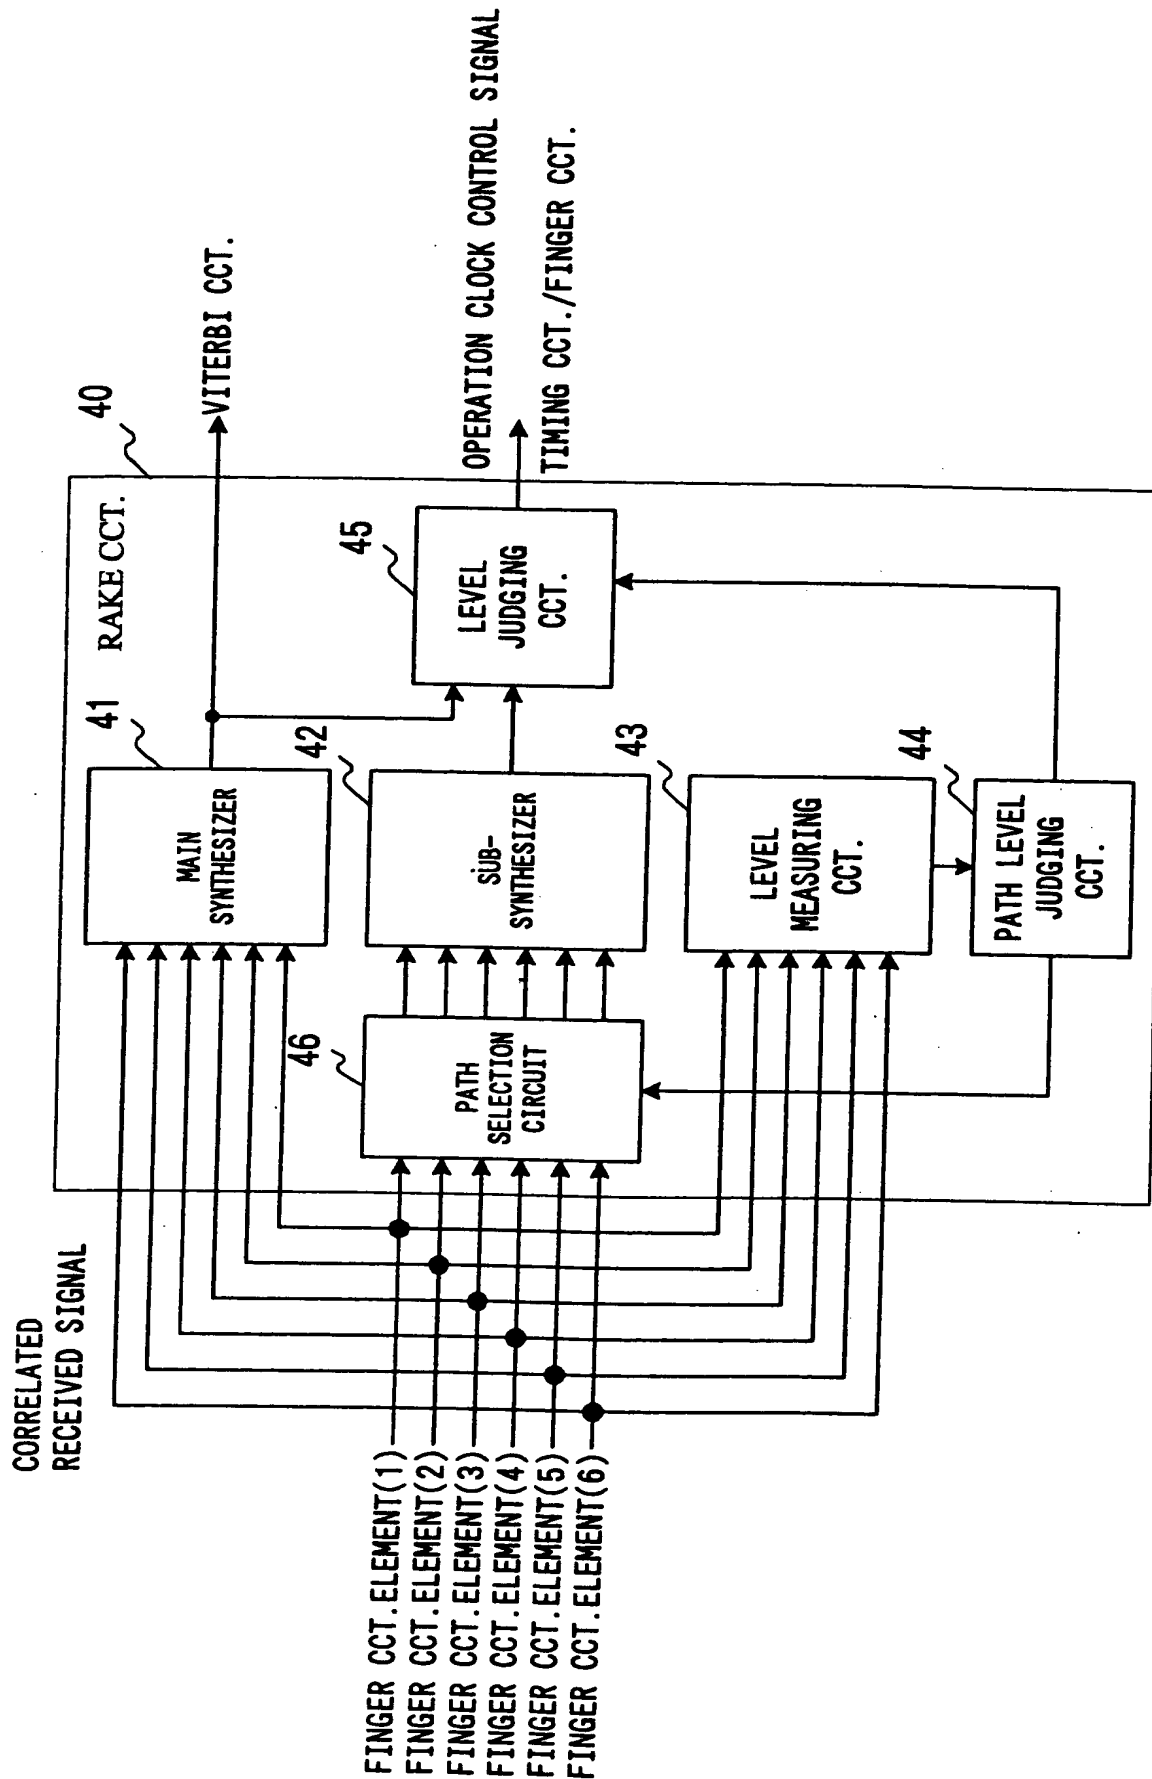 CORRELATED
RECEIVED SIGNAL
FINGER CCT.ELEMENT(1)
FINGER CCT.ELEMENT(2)
FINGER CCT.ELEMENT(3)
FINGER CCT.ELEMENT(4)
FINGER CCT.ELEMENT(5)
FINGER CCT.ELEMENT(6)
40
RAKE CCT.
41
MAIN
SYNTHESIZER
42
SUB-
SYNTHESIZER
43
LEVEL
MEASURING
CCT.
44
PATH LEVEL
JUDGING
CCT.
45
LEVEL
JUDGING
CCT.
46
PATH
SELECTION
CIRCUIT
VITERBI CCT.
OPERATION CLOCK CONTROL SIGNAL
TIMING CCT./FINGER CCT.